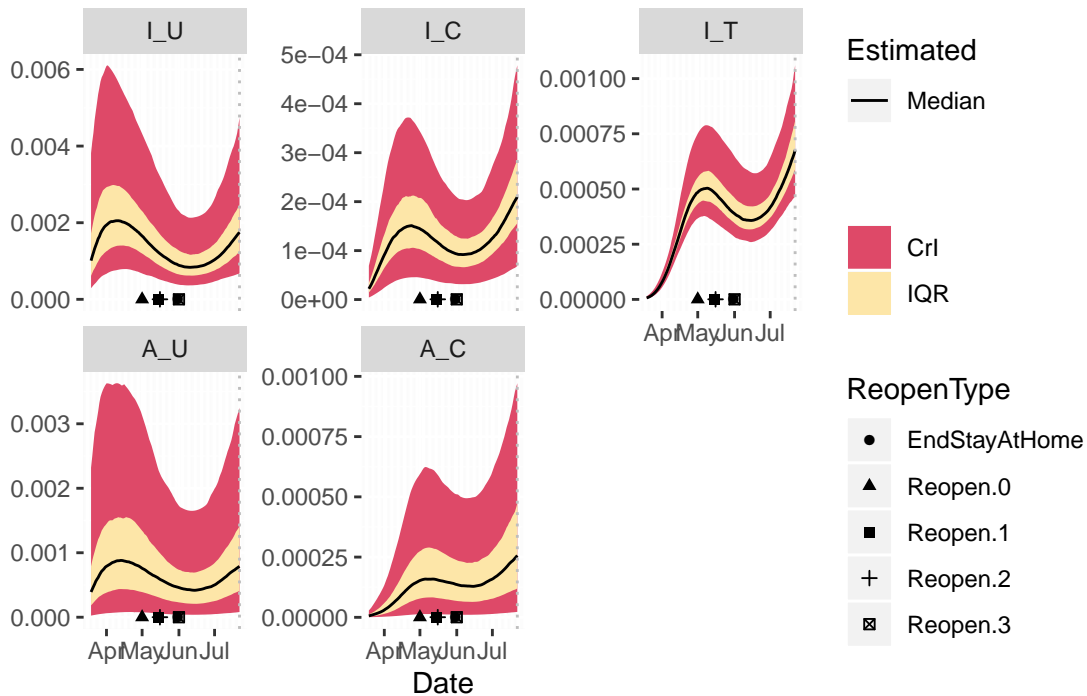 I_U
I_C
I_T
0.006
0.004
0.002
0.000
5e−04
4e−04
3e−04
2e−04
1e−04
0e+00
0.00100
0.00075
0.00050
0.00025
0.00000
Apr May Jun Jul
A_U
A_C
0.003
0.002
0.001
0.000
0.00100
0.00075
0.00050
0.00025
0.00000
Apr May Jun Jul
Apr May Jun Jul
Date
Estimated
Median
CrI
IQR
ReopenType
EndStayAtHome
Reopen.0
Reopen.1
Reopen.2
Reopen.3